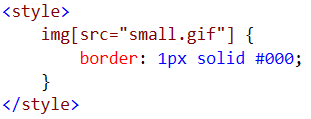 <style>
    img[src="small.gif"] {
        border: 1px solid #000;
    }
</style>